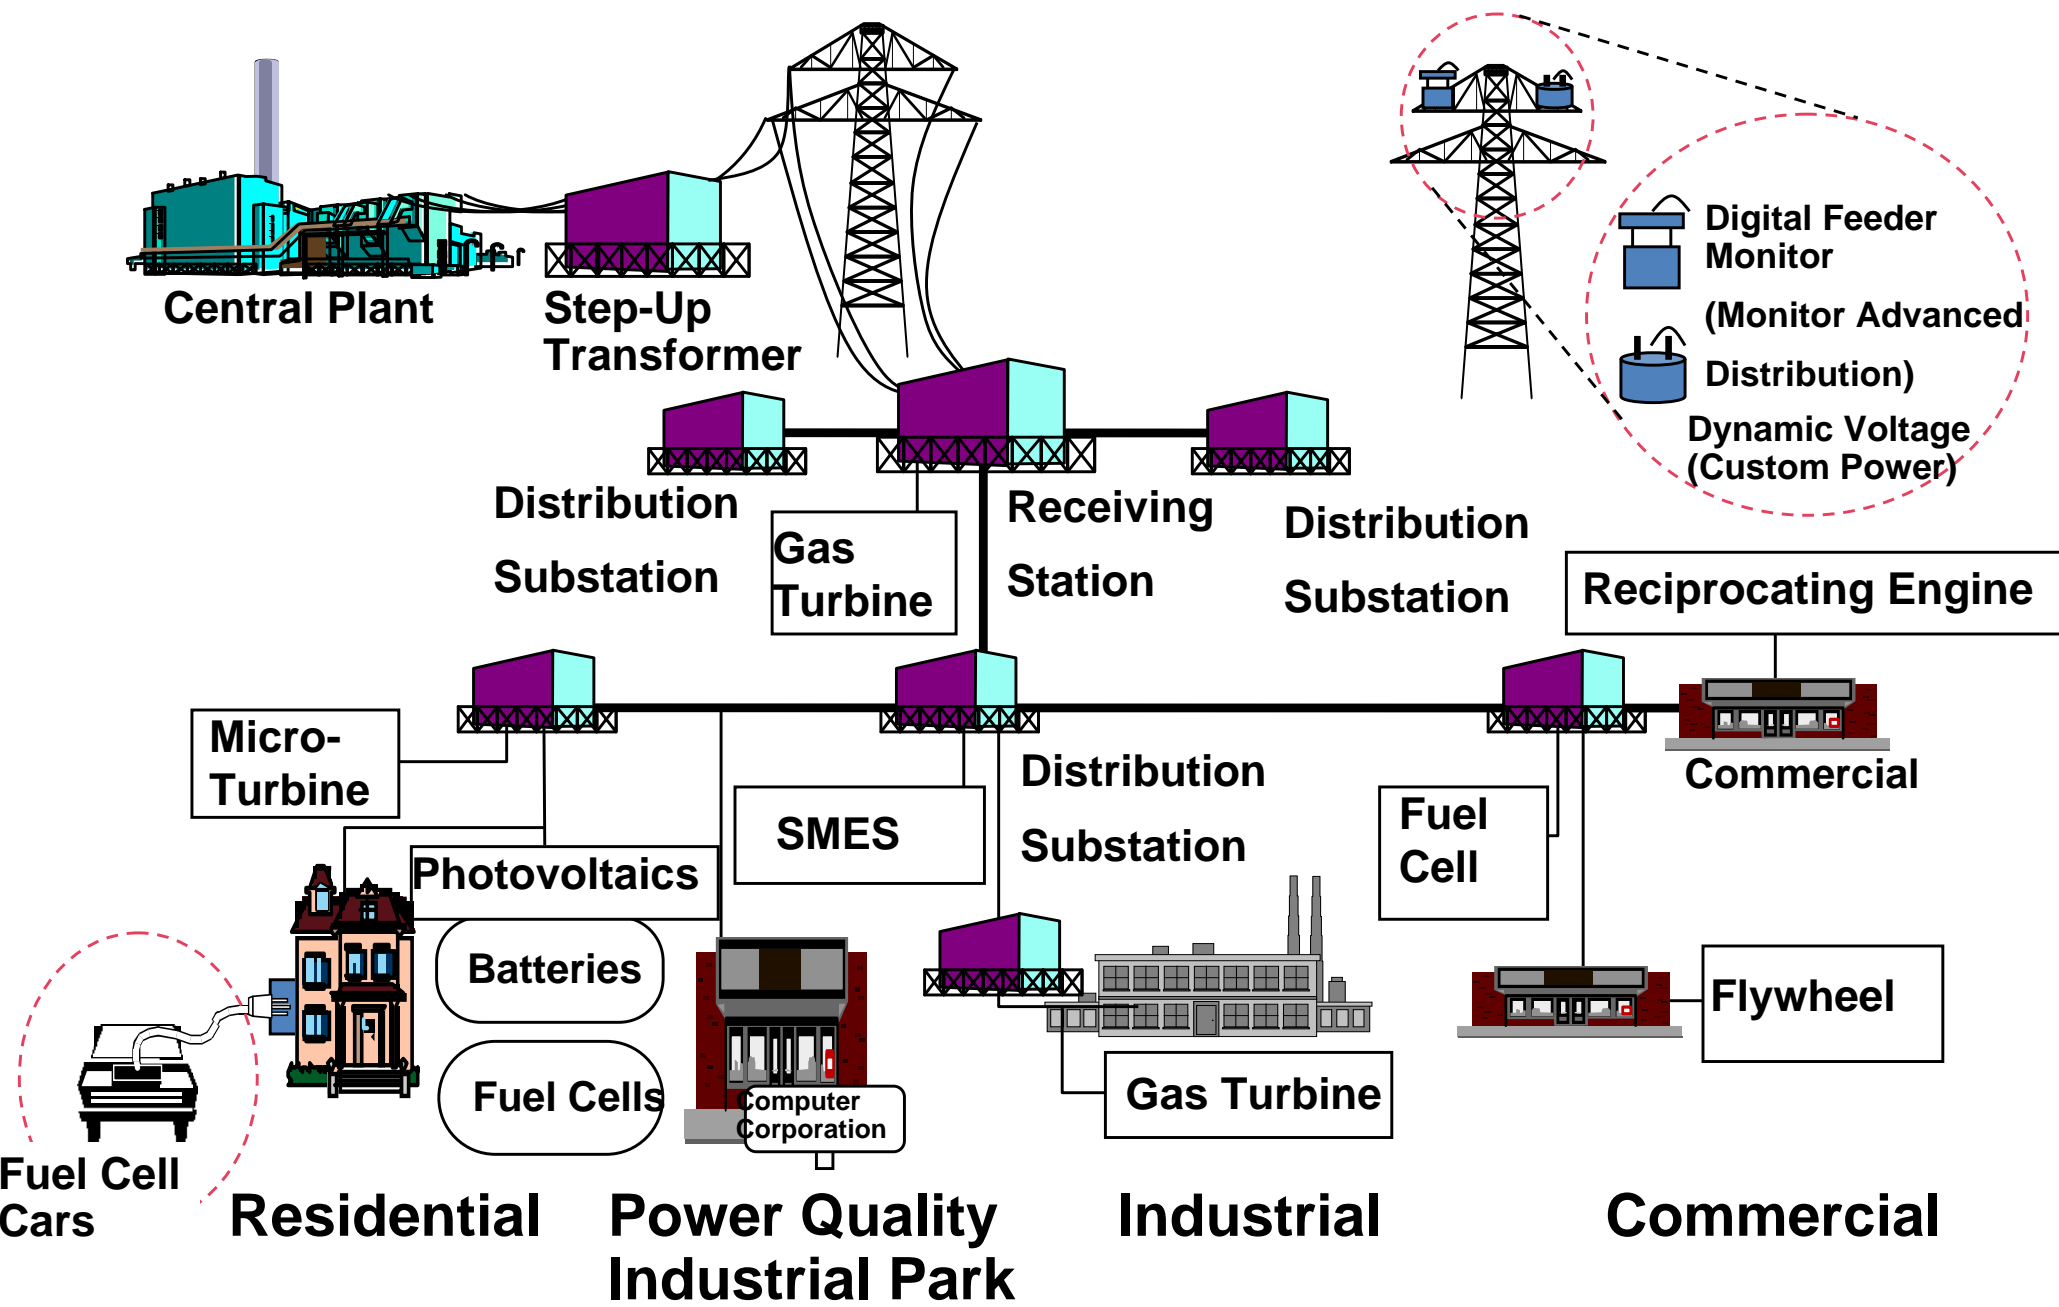 Digital Feeder
Monitor
(Monitor Advanced
Distribution)
Dynamic Voltage
(Custom Power)
Central Plant
Step-Up
Transformer
Distribution
Substation
Gas
Turbine
Receiving
Station
Distribution
Substation
Reciprocating Engine
Micro-
Turbine
SMES
Distribution
Substation
Fuel
Cell
Commercial
Photovoltaics
Batteries
Fuel Cells
Computer
Corporation
Gas Turbine
Flywheel
Fuel Cell
Cars
Residential
Power Quality
Industrial Park
Industrial
Commercial